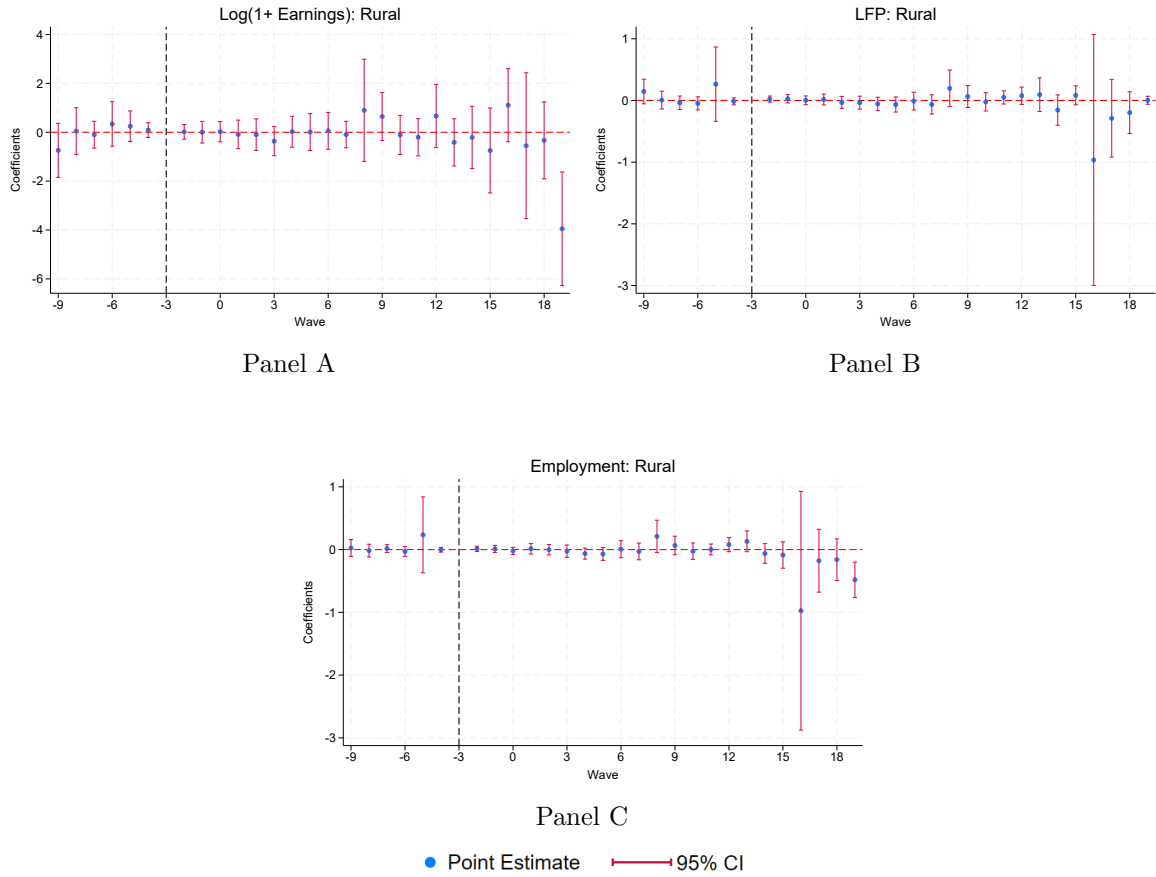 Log(1+ Earnings): Rural
4
2
0
-2
-4
-6
Coefficients
-9 -6 -3 0 3 6 9 12 15 18
Wave
Panel A
LFP: Rural
1
0
-1
-2
-3
Coefficients
-9 -6 -3 0 3 6 9 12 15 18
Wave
Panel B
Employment: Rural
1
0
-1
-2
-3
Coefficients
-9 -6 -3 0 3 6 9 12 15 18
Wave
Panel C
Point Estimate 95% CI